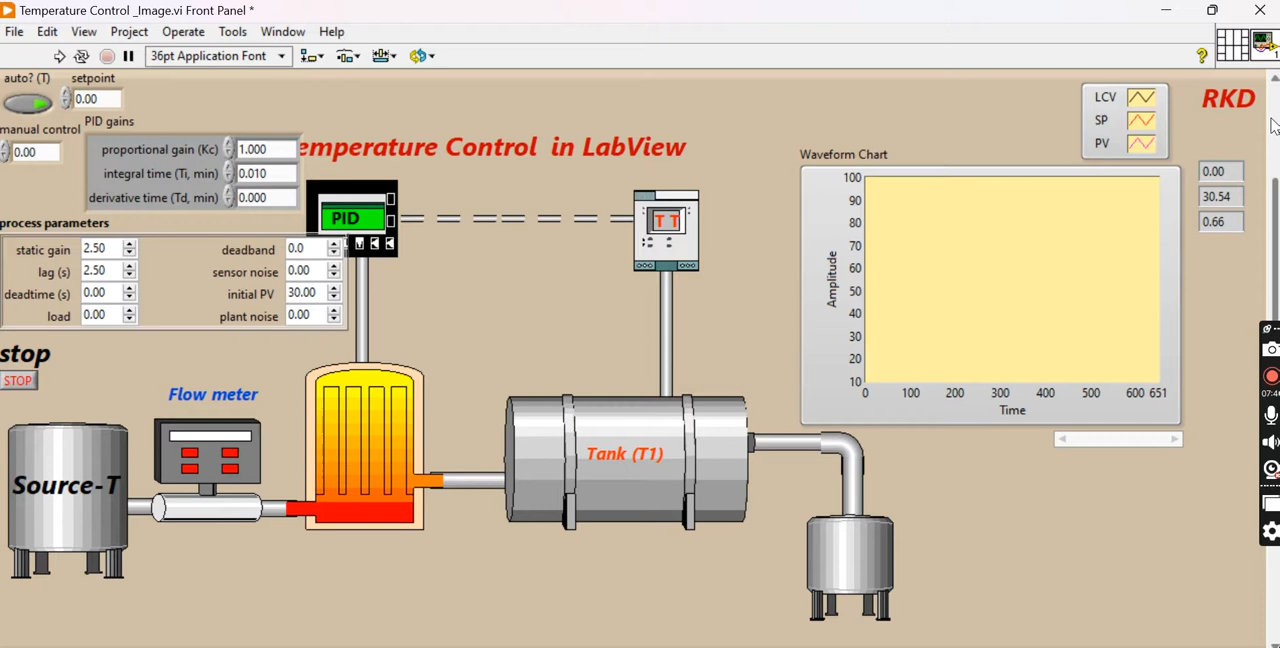 Temperature Control _Image.vi Front Panel *
File Edit View Project Operate Tools Window Help
36pt Application Font
?
1
auto? (T)
setpoint
0.00
manual control
0.00
PID gains
proportional gain (Kc) 1.000
integral time (Ti, min) 0.010
derivative time (Td, min) 0.000
emperature Control in LabView
RKD
LCV
SP
PV
process parameters
static gain 2.50
lag (s) 2.50
deadtime (s) 0.00
load 0.00
deadband 0.0
sensor noise 0.00
initial PV 30.00
plant noise 0.00
PID
T T
Waveform Chart
Amplitude
100
90
80
70
60
50
40
30
20
10
0 100 200 300 400 500 600 651
Time
0.00
30.54
0.66
stop
STOP
Flow meter
Source-T
Tank (T1)